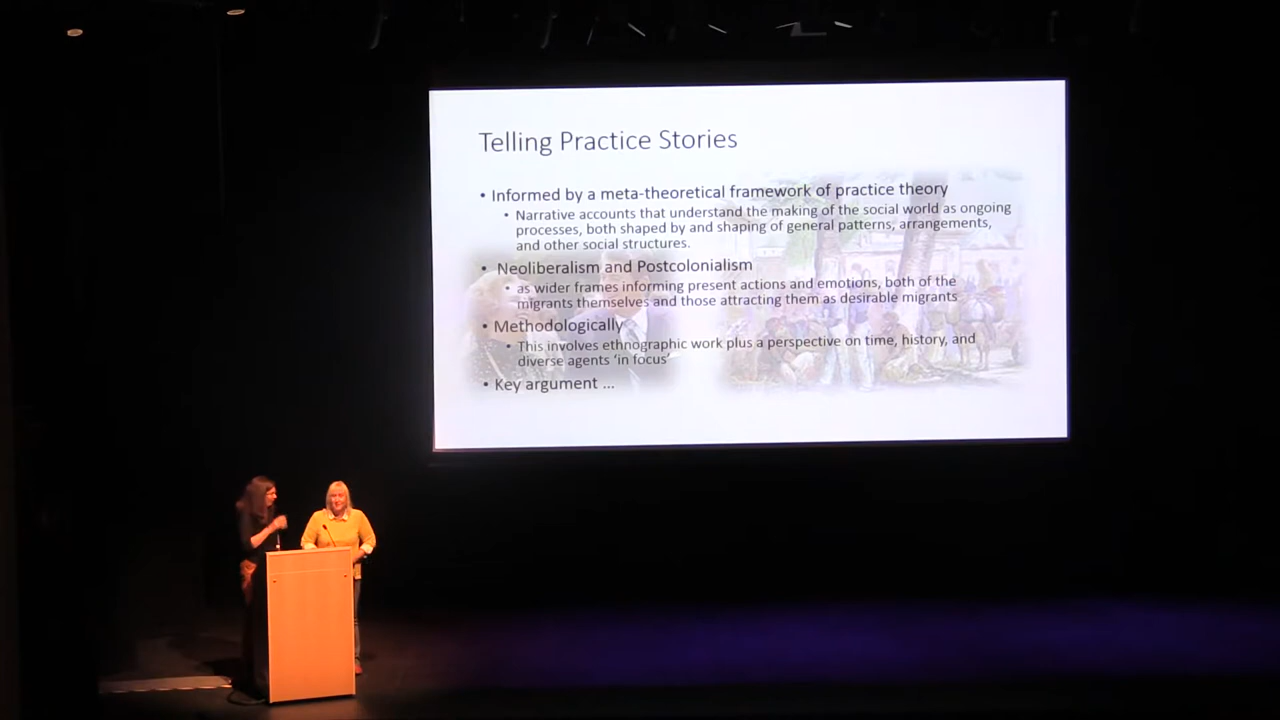 Telling Practice Stories
• Informed by a meta-theoretical framework of practice theory
• Narrative accounts that understand the making of the social world as ongoing
processes, both shaped by and shaping of general patterns, arrangements,
and other social structures.
• Neoliberalism and Postcolonialism
• as wider frames informing present actions and emotions, both of the
migrants themselves and those attracting them as desirable migrants
• Methodologically
• This involves ethnographic work plus a perspective on time, history, and
diverse agents 'in focus'
• Key argument ...